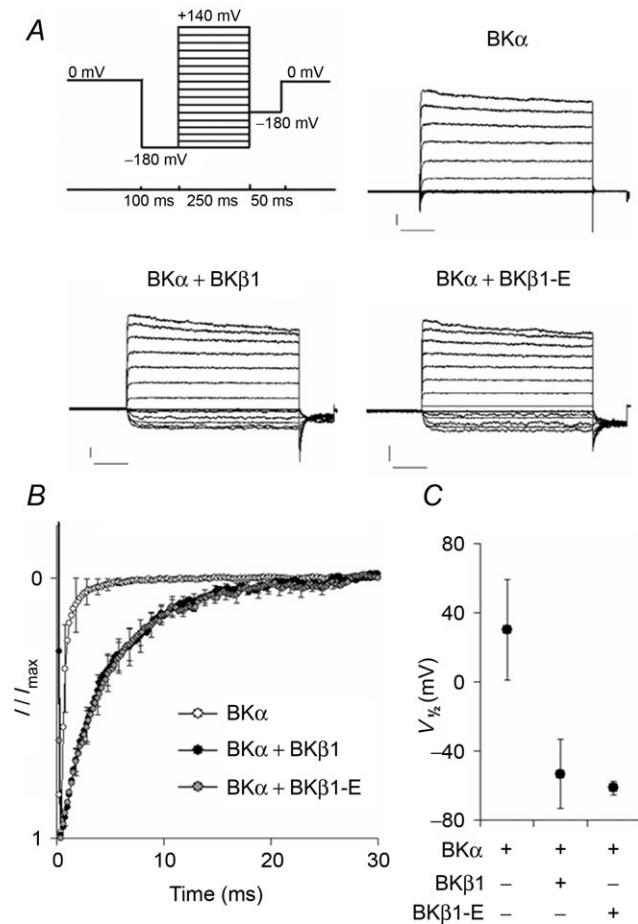 A
+140 mV
0 mV
0 mV
−180 mV
−180 mV
100 ms 250 ms 50 ms
BKα
BKα + BKβ1
BKα + BKβ1-E
B
0
I / Imax
1
BKα
BKα + BKβ1
BKα + BKβ1-E
0 10 20 30
Time (ms)
C
80
40
0
−40
−80
V½ (mV)
BKα + + +
BKβ1 − + −
BKβ1-E − − +